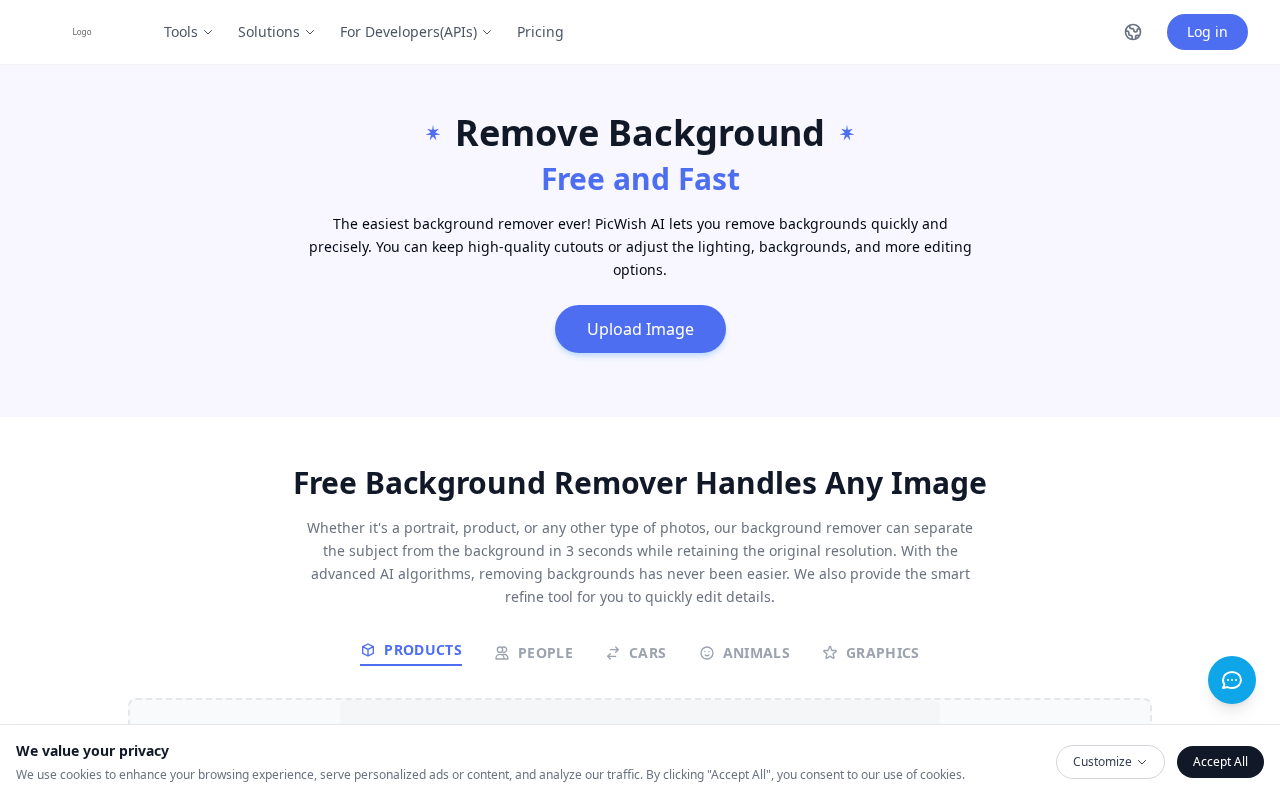 Logo
Tools
Solutions
For Developers(APIs)
Pricing
Log in
Remove Background
Free and Fast
The easiest background remover ever! PicWish AI lets you remove backgrounds quickly and
precisely. You can keep high-quality cutouts or adjust the lighting, backgrounds, and more editing
options.
Upload Image
Free Background Remover Handles Any Image
Whether it's a portrait, product, or any other type of photos, our background remover can separate
the subject from the background in 3 seconds while retaining the original resolution. With the
advanced AI algorithms, removing backgrounds has never been easier. We also provide the smart
refine tool for you to quickly edit details.
PRODUCTS
PEOPLE
CARS
ANIMALS
GRAPHICS
We value your privacy
We use cookies to enhance your browsing experience, serve personalized ads or content, and analyze our traffic. By clicking "Accept All", you consent to our use of cookies.
Customize
Accept All